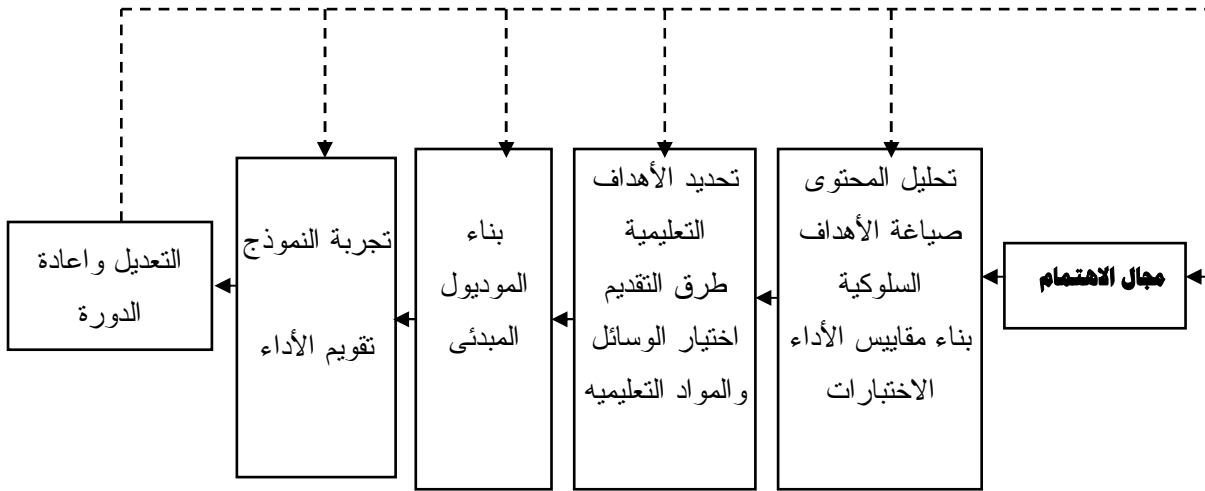 مجال الاهتمام
تحليل المحتوى
صياغة الأهداف
السلوكية
بناء مقاييس الأداء
الاختبارات
تحديد الأهداف
التعليمية
طرق التقديم
اختيار الوسائل
والمواد التعليميه
بناء
الموديول
المبدئى
تجربة النموذج
تقويم الأداء
التعديل واعادة
الدورة